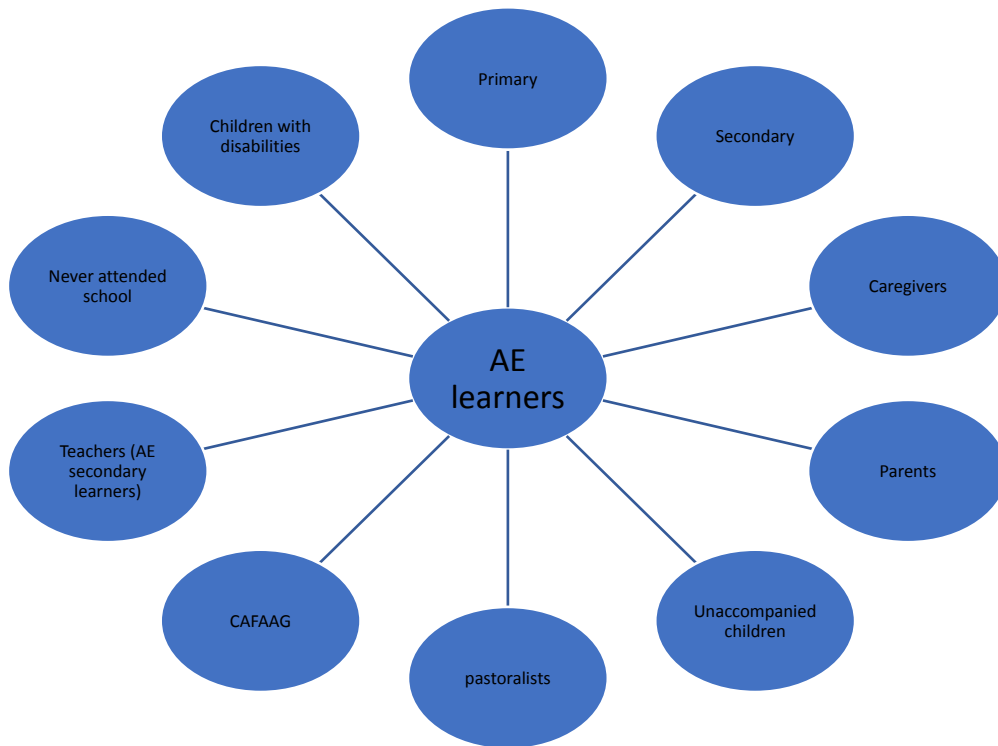 Primary
Secondary
Caregivers
Parents
Unaccompanied
children
pastoralists
CAFAAG
Teachers (AE
secondary
learners)
Never attended
school
Children with
disabilities
AE
learners